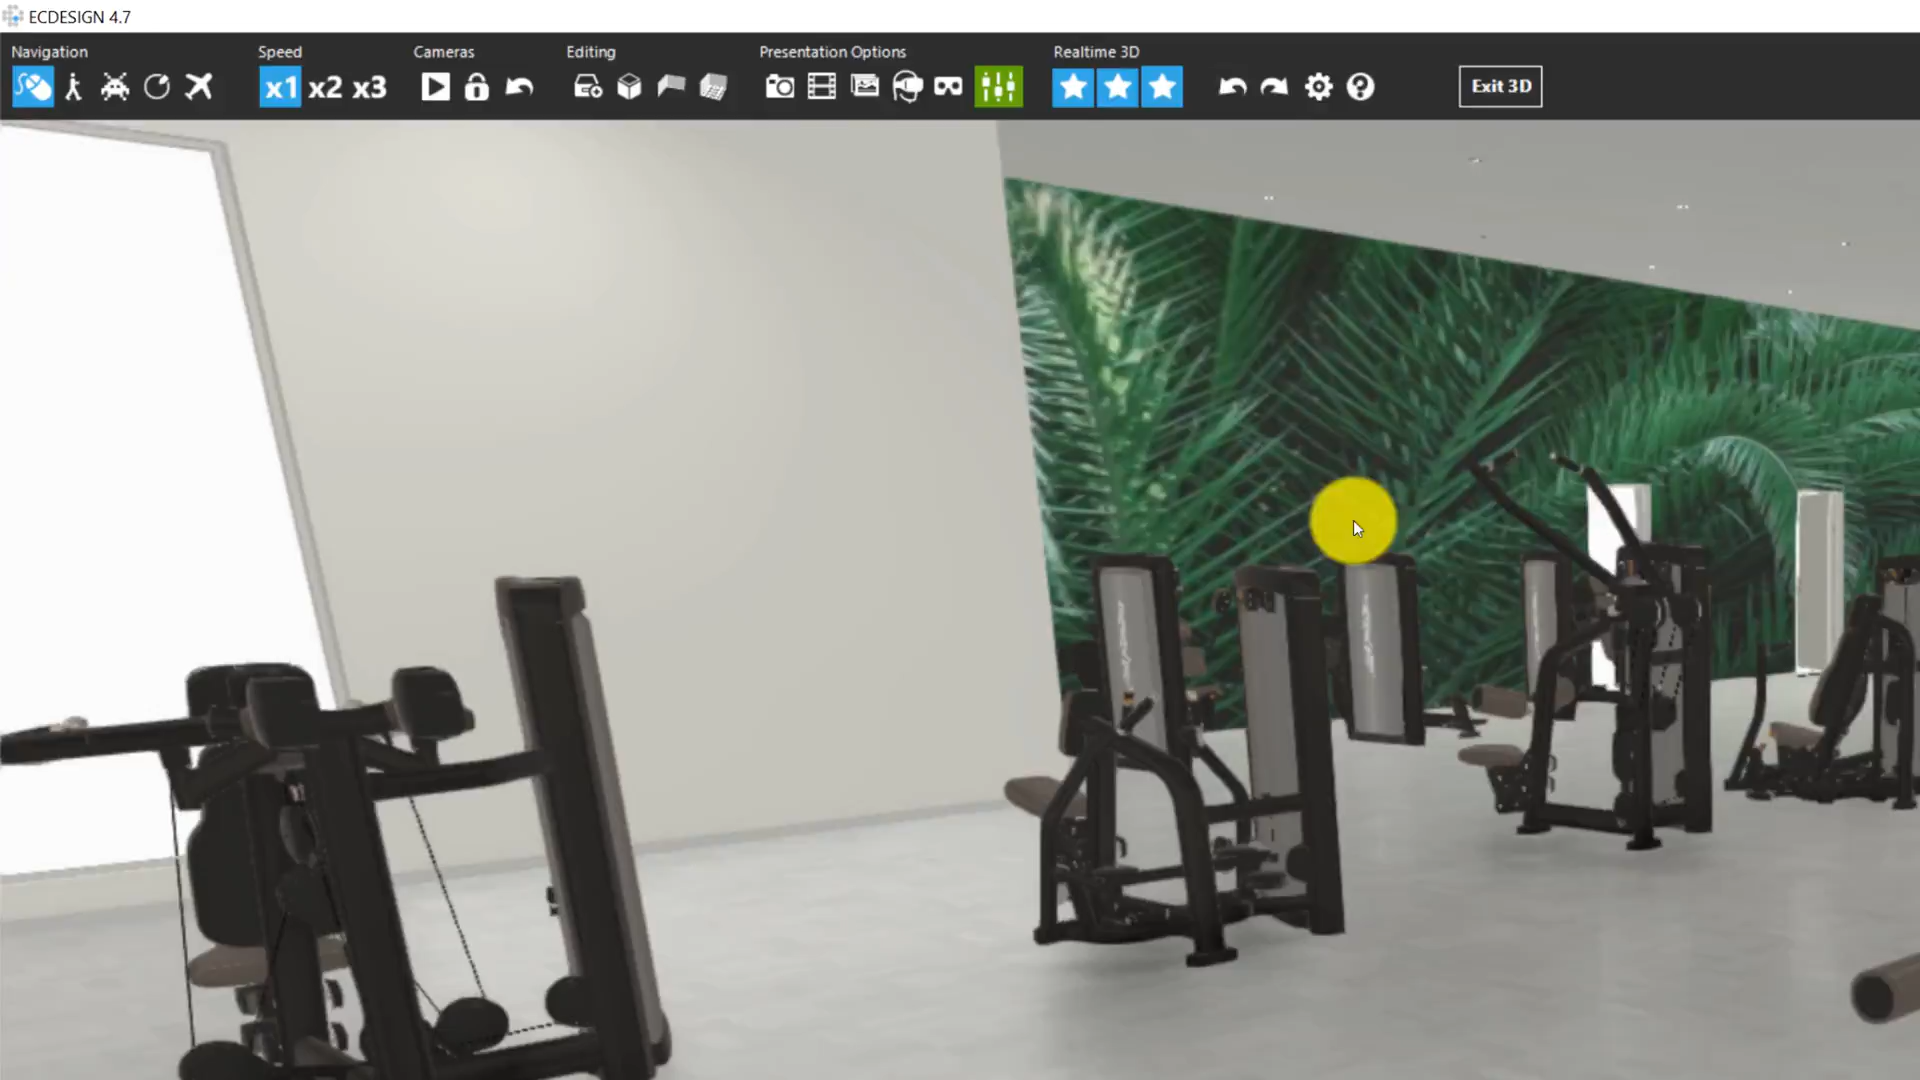 ECDESIGN 4.7
Navigation Speed Cameras Editing Presentation Options Realtime 3D
x1 x2 x3 Exit 3D